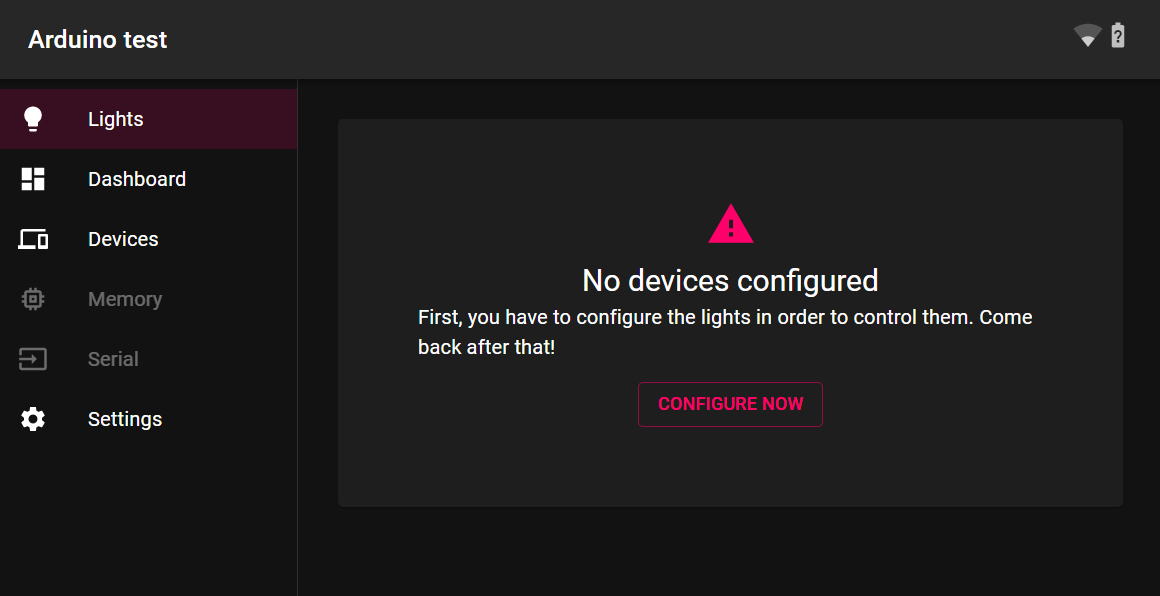 Arduino test
Lights
Dashboard
Devices
Memory
Serial
Settings
No devices configured
First, you have to configure the lights in order to control them. Come
back after that!
CONFIGURE NOW